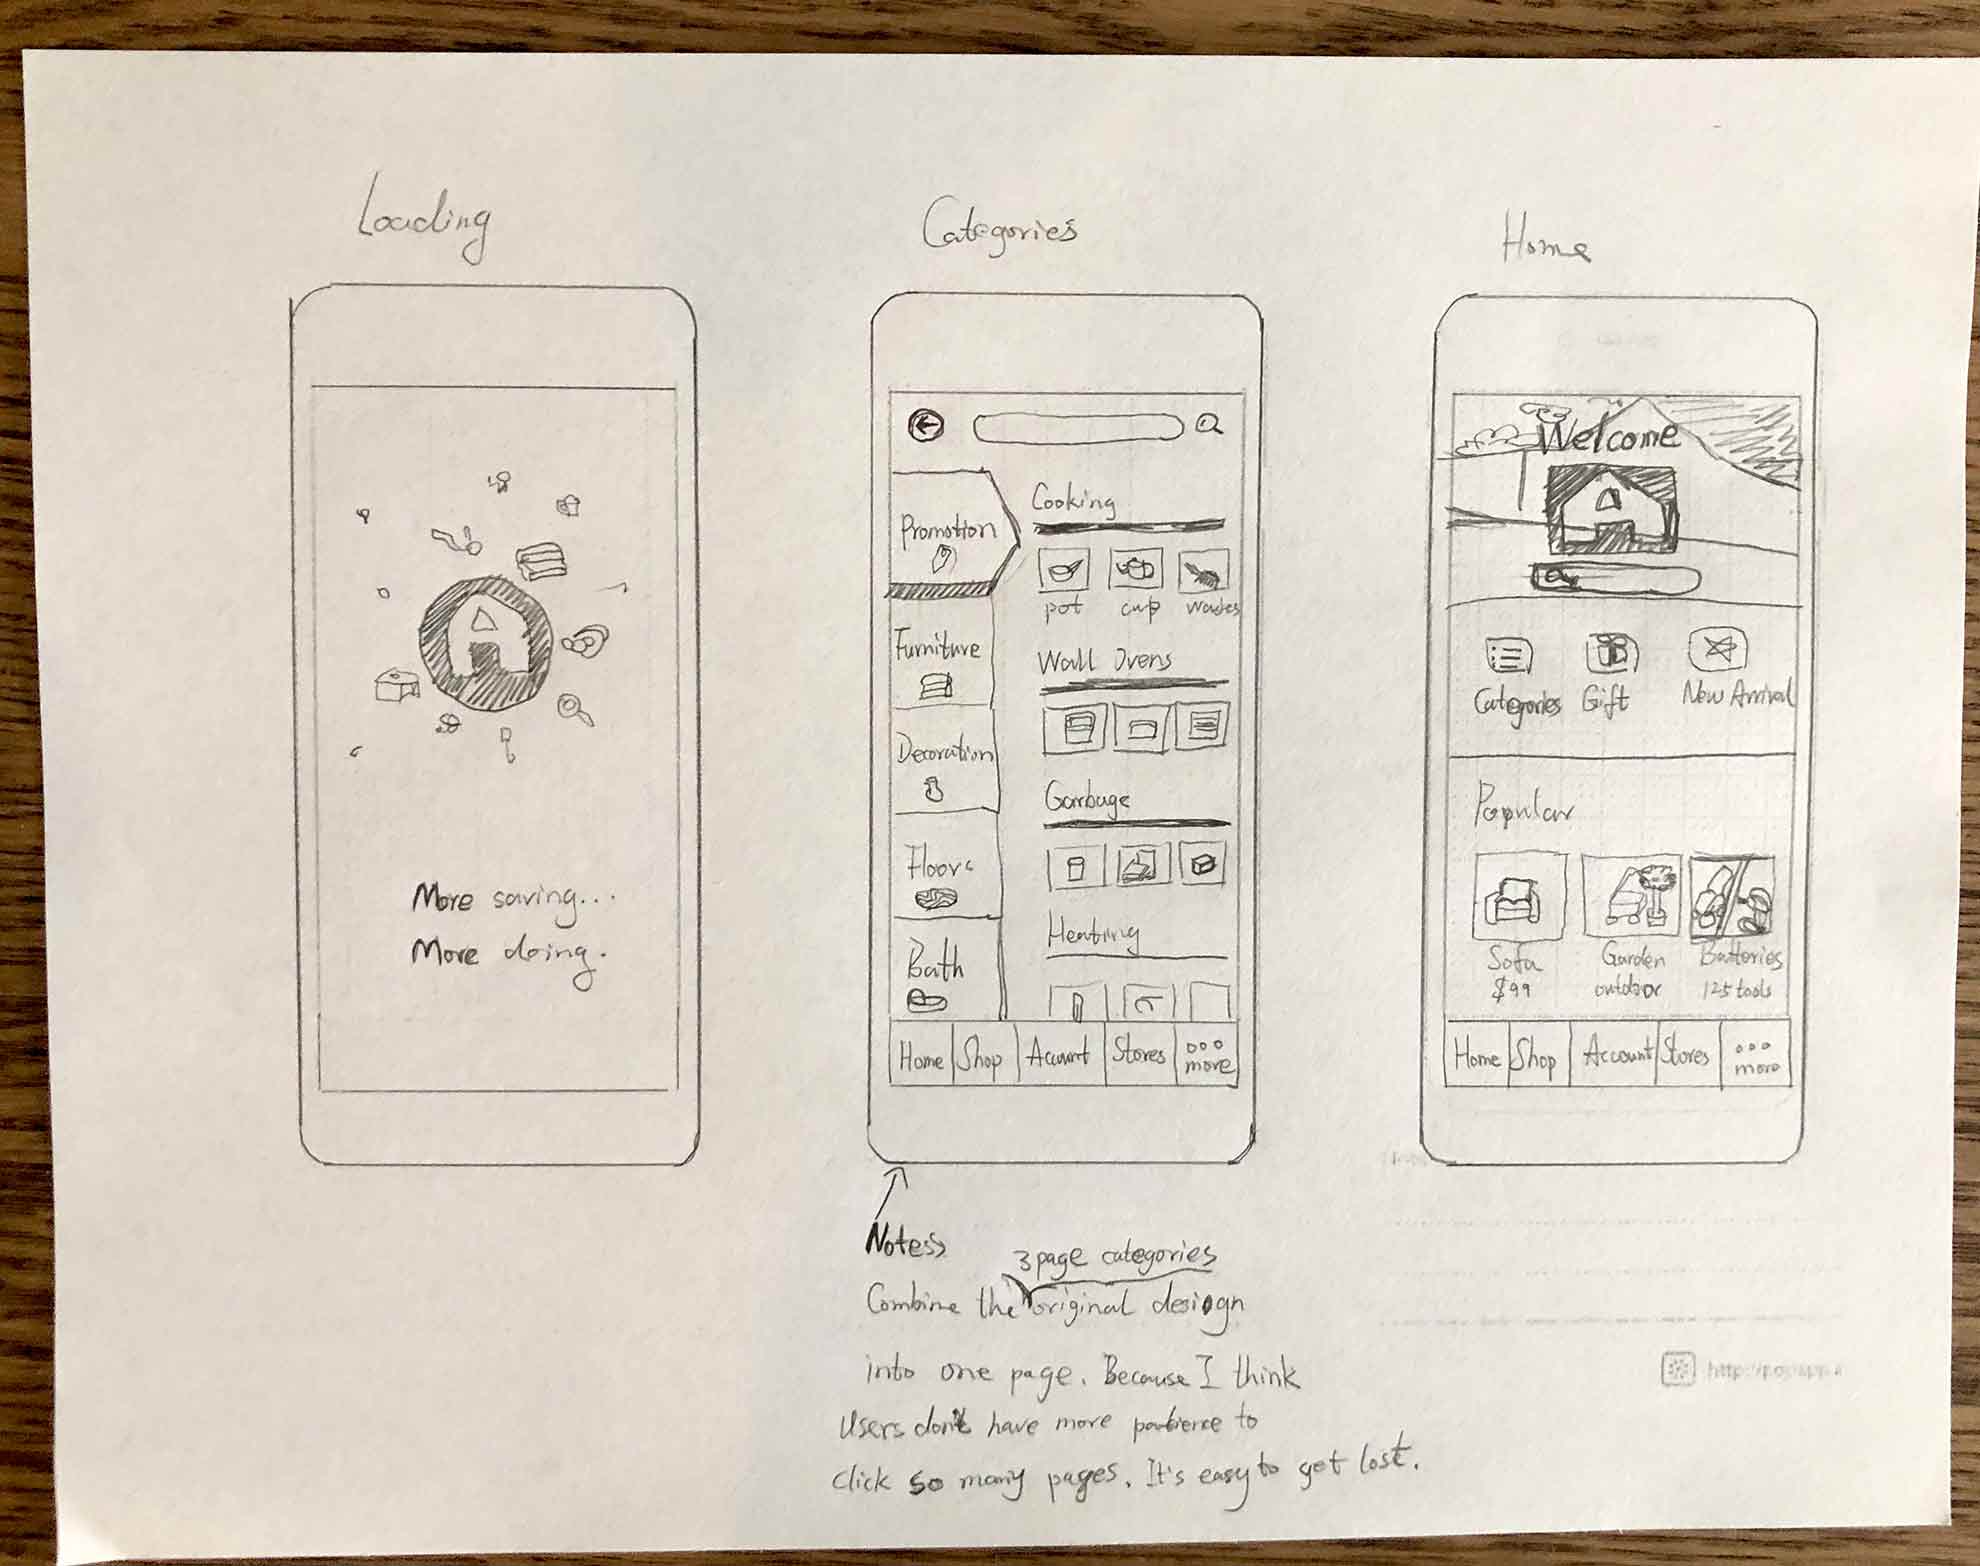 Loading
Categories
Home
More saving...
More doing.
Promotion
Furniture
Decoration
Floors
Bath
Cooking
pot
cup
Wall Ovens
Garbage
Heating
Home Shop Account Stores more
Welcome
Categories Gift New Arrival
Popular
Sofa
$99
Garden
outdoor
Batteries
125 tools
Home Shop Account Stores more
Notes
3 page categories
Combine the original design
into one page. Because I think
users don't have more patience to
click so many pages. It's easy to get lost.